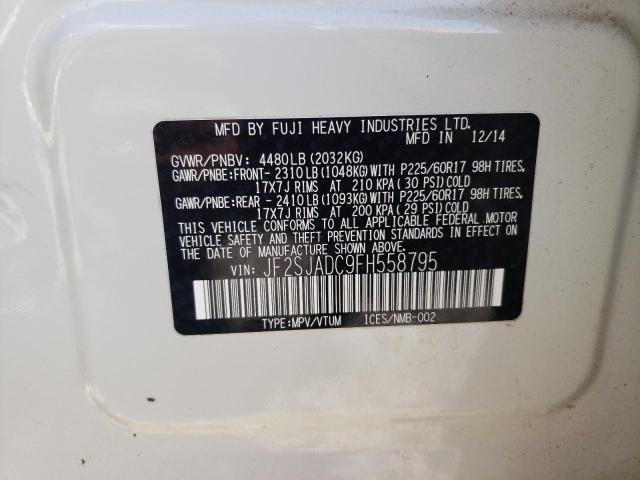 MFD BY FUJI HEAVY INDUSTRIES LTD.
MFD IN 12/14
GVWR/PNBV: 4480LB (2032KG)
GAWR/PNBE:FRONT- 2310LB (1048KG)WITH P225/60R17 98H TIRES,
17X7J RIMS AT 210 KPA (30 PSI)COLD
GAWR/PNBE:REAR - 2410LB (1093KG)WITH P225/60R17 98H TIRES,
17X7J RIMS AT 200 KPA (29 PSI)COLD
THIS VEHICLE CONFORMS TO ALL APPLICABLE FEDERAL MOTOR
VEHICLE SAFETY AND THEFT PREVENTION STANDARDS IN EFFECT ON
THE DATE OF MANUFACTURE SHOWN ABOVE.
VIN: JF2SJADC9FH558795
TYPE:MPV/VTUM ICES/NMB-002